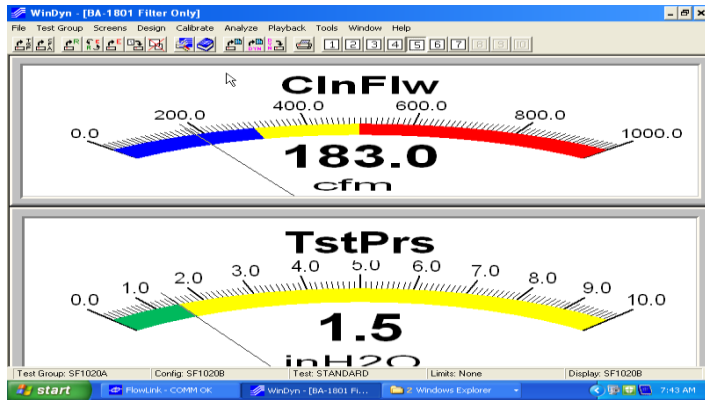 WinDyn - [BA-1801 Filter Only]
File Test Group Screens Design Calibrate Analyze Playback Tools Window Help
1 2 3 4 5 6 7 8 9 10
ClnFlw
0.0 200.0 400.0 600.0 800.0 1000.0
183.0
cfm
TstPrs
0.0 1.0 2.0 3.0 4.0 5.0 6.0 7.0 8.0 9.0 10.0
1.5
inH2O
Test Group: SF1020A Config: SF1020B Test: STANDARD Limits: None Display: SF1020B
start FlowLink - COMM OK WinDyn - [BA-1801 Fi... 2 Windows Explorer 7:43 AM